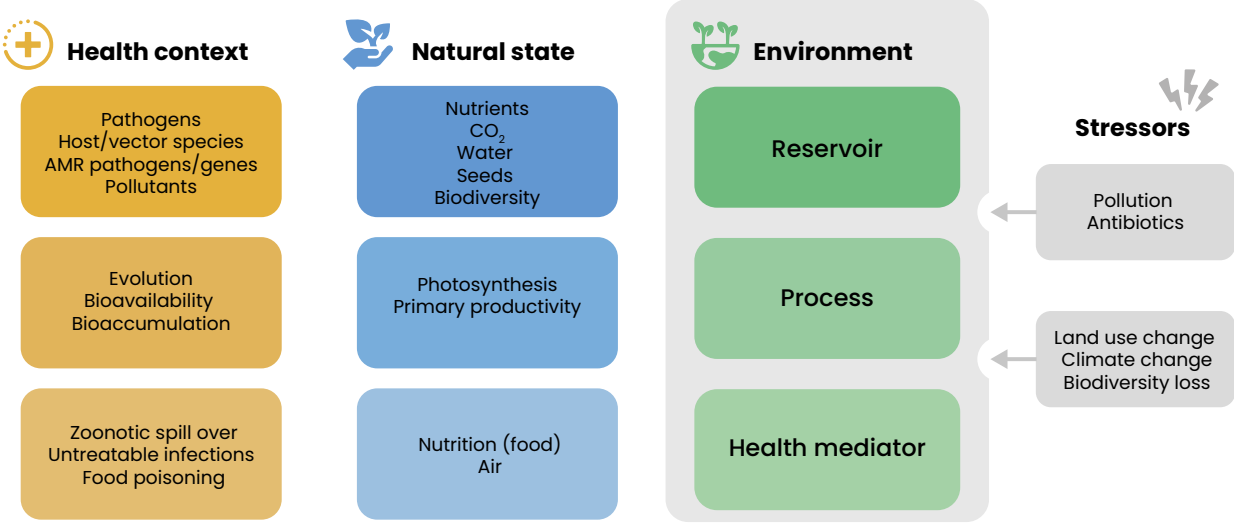 Health context
Pathogens
Host/vector species
AMR pathogens/genes
Pollutants
Evolution
Bioavailability
Bioaccumulation
Zoonotic spill over
Untreatable infections
Food poisoning
Natural state
Nutrients
CO₂
Water
Seeds
Biodiversity
Photosynthesis
Primary productivity
Nutrition (food)
Air
Environment
Reservoir
Process
Health mediator
Stressors
Pollution
Antibiotics
Land use change
Climate change
Biodiversity loss